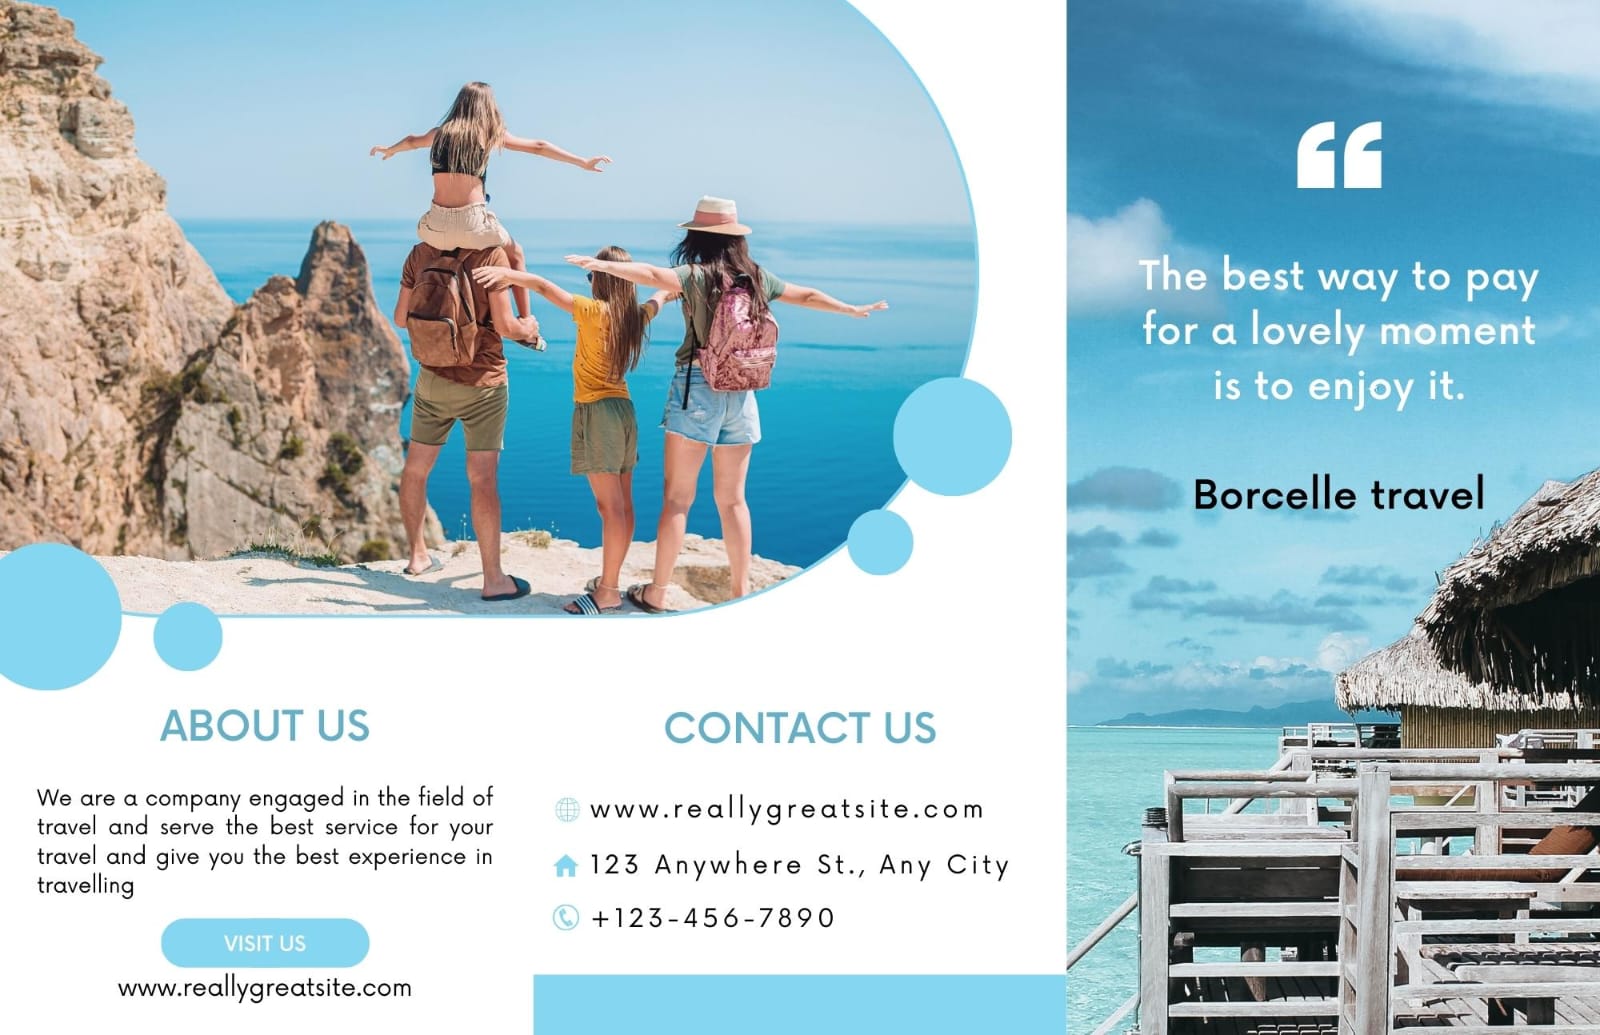 ABOUT US
We are a company engaged in the field of
travel and serve the best service for your
travel and give you the best experience in
travelling
VISIT US
www.reallygreatsite.com
CONTACT US
www.reallygreatsite.com
123 Anywhere St., Any City
+123-456-7890
“
The best way to pay
for a lovely moment
is to enjoy it.
Borcelle travel